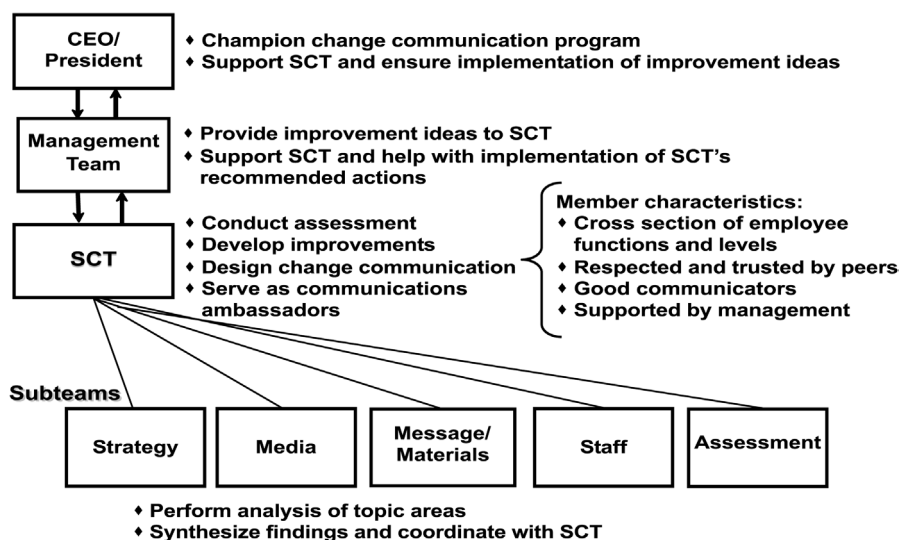 CEO/
President
♦ Champion change communication program
♦ Support SCT and ensure implementation of improvement ideas
Management
Team
♦ Provide improvement ideas to SCT
♦ Support SCT and help with implementation of SCT's
recommended actions
SCT
♦ Conduct assessment
♦ Develop improvements
♦ Design change communication
♦ Serve as communications
ambassadors
Member characteristics:
♦ Cross section of employee
functions and levels
♦ Respected and trusted by peers
♦ Good communicators
♦ Supported by management
Subteams
Strategy
Media
Message/
Materials
Staff
Assessment
♦ Perform analysis of topic areas
♦ Synthesize findings and coordinate with SCT